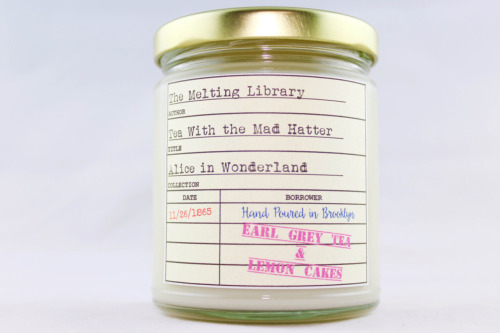 The Melting Library
AUTHOR
Tea With the Mad Hatter
TITLE
Alice in Wonderland
COLLECTION
DATE BORROWER
11/26/1865 Hand Poured in Brooklyn
EARL GREY TEA
&
LEMON CAKES